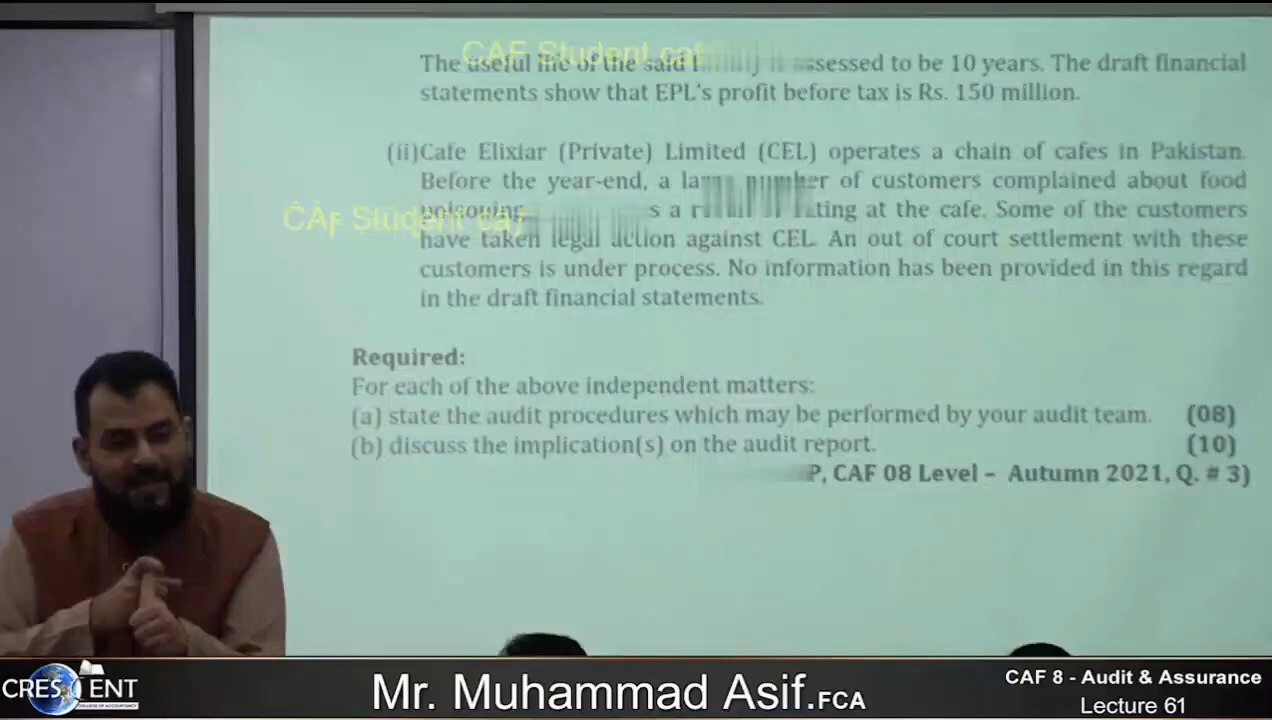 CAF Student caf
The useful life of the said assessed to be 10 years. The draft financial
statements show that EPL's profit before tax is Rs. 150 million.
(ii)Cafe Elixiar (Private) Limited (CEL) operates a chain of cafes in Pakistan.
Before the year-end, a large number of customers complained about food
poisoning as a result of eating at the cafe. Some of the customers
CAF Student caf
have taken legal action against CEL. An out of court settlement with these
customers is under process. No information has been provided in this regard
in the draft financial statements.
Required:
For each of the above independent matters:
(a) state the audit procedures which may be performed by your audit team. (08)
(b) discuss the implication(s) on the audit report. (10)
P, CAF 08 Level – Autumn 2021, Q. # 3)
CRESCENT
COLLEGE OF ACCOUNTANCY
Mr. Muhammad Asif.FCA
CAF 8 - Audit & Assurance
Lecture 61